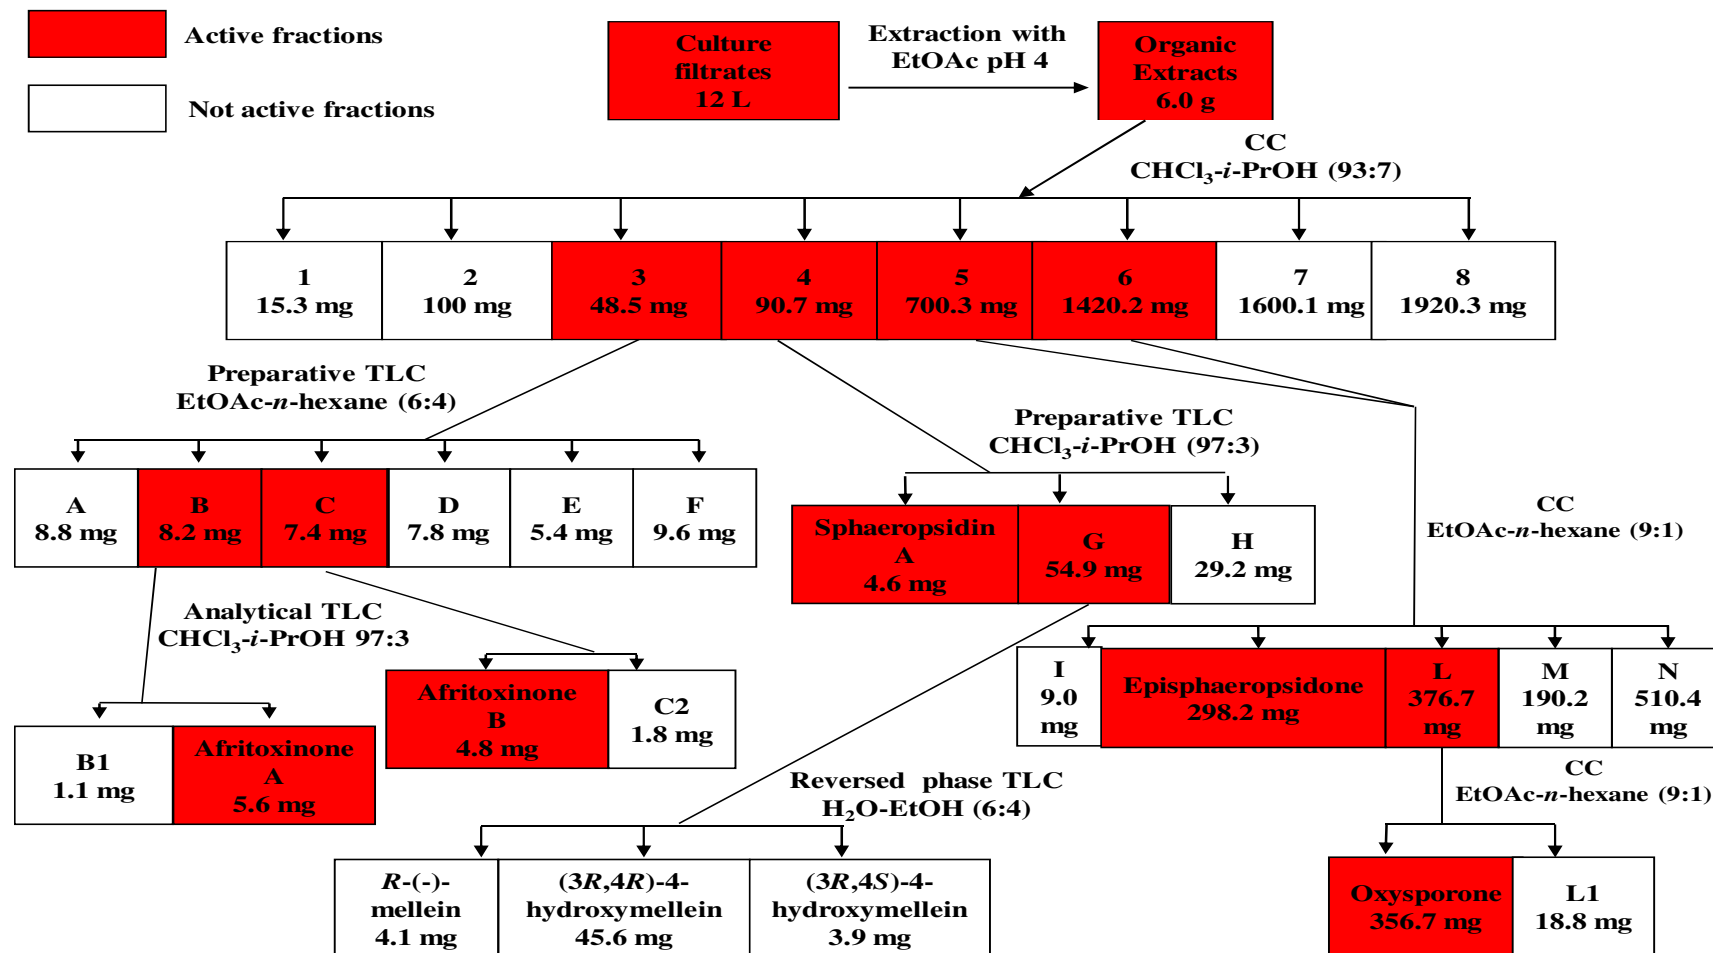 Active fractions
Not active fractions
Culture
filtrates
12 L
Extraction with
EtOAc pH 4
Organic
Extracts
6.0 g
CC
CHCl₃-i-PrOH (93:7)
1
15.3 mg
2
100 mg
3
48.5 mg
4
90.7 mg
5
700.3 mg
6
1420.2 mg
7
1600.1 mg
8
1920.3 mg
Preparative TLC
EtOAc-n-hexane (6:4)
Preparative TLC
CHCl₃-i-PrOH (97:3)
CC
EtOAc-n-hexane (9:1)
A
8.8 mg
B
8.2 mg
C
7.4 mg
D
7.8 mg
E
5.4 mg
F
9.6 mg
Sphaeropsidin
A
4.6 mg
G
54.9 mg
H
29.2 mg
Analytical TLC
CHCl₃-i-PrOH 97:3
B1
1.1 mg
Afritoxinone
A
5.6 mg
Afritoxinone
B
4.8 mg
C2
1.8 mg
I
9.0
mg
Episphaeropsidone
298.2 mg
L
376.7
mg
M
190.2
mg
N
510.4
mg
Reversed phase TLC
H₂O-EtOH (6:4)
CC
EtOAc-n-hexane (9:1)
R-(-)-
mellein
4.1 mg
(3R,4R)-4-
hydroxymellein
45.6 mg
(3R,4S)-4-
hydroxymellein
3.9 mg
Oxysporone
356.7 mg
L1
18.8 mg